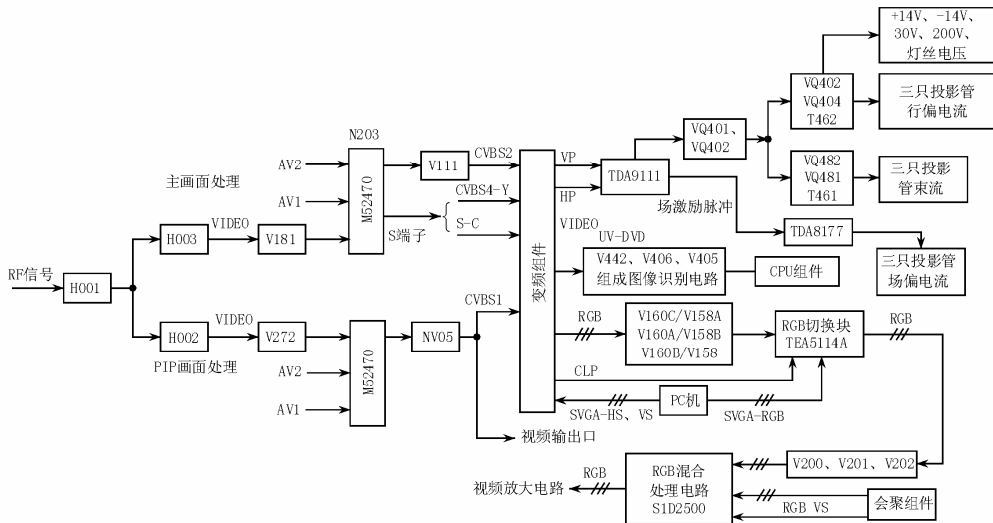 +14V、-14V、
30V、200V、
灯丝电压
VQ402
VQ404
T462
三只投影管
行偏电流
VQ401、
VQ402
N203
AV2
V111
CVBS2
VP
TDA9111
VQ482
VQ481
T461
三只投影
管束流
主画面处理
M52470
CVBS4-Y
HP
场激励脉冲
AV1
S-C
VIDEO
S端子
TDA8177
H003
VIDEO
V181
UV-DVD
V442、V406、V405
组成图像识别电路
CPU组件
三只投影管
场偏电流
RF信号
H001
变频组件
CVBS1
RGB
V160C/V158A
V160A/V158B
V160B/V158
RGB切换块
TEA5114A
RGB
H002
VIDEO
V272
M52470
NV05
PIP画面处理
AV2
CLP
AV1
PC机
SVGA-HS、VS
SVGA-RGB
视频输出口
V200、V201、V202
视频放大电路
RGB
RGB混合
处理电路
S1D2500
RGB VS
会聚组件